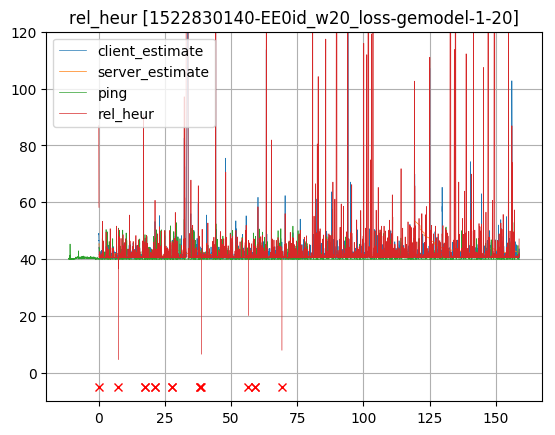 rel_heur [1522830140-EE0id_w20_loss-gemodel-1-20]
client_estimate
server_estimate
ping
rel_heur
120
100
80
60
40
20
0
0 25 50 75 100 125 150